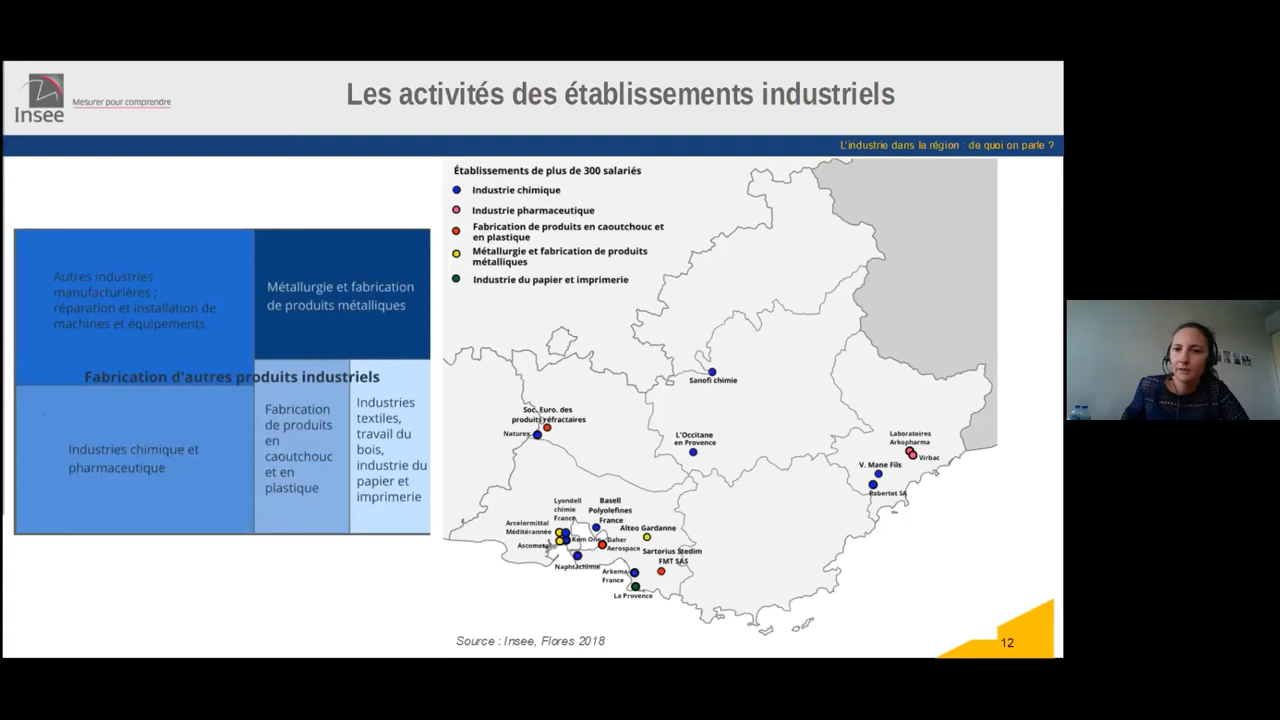 Insee
Mesurer pour comprendre
Les activités des établissements industriels
L'industrie dans la région : de quoi on parle ?
Autres industries
manufacturières ;
réparation et installation de
machines et équipements
Métallurgie et fabrication
de produits métalliques
Fabrication d'autres produits industriels
Industries chimique et
pharmaceutique
Fabrication
de produits
en
caoutchouc
et en
plastique
Industries
textiles,
travail du
bois,
industrie du
papier et
imprimerie
Établissements de plus de 300 salariés
Industrie chimique
Industrie pharmaceutique
Fabrication de produits en caoutchouc et
en plastique
Métallurgie et fabrication de produits
métalliques
Industrie du papier et imprimerie
Sanofi chimie
Soc. Euro. des
produits réfractaires
Naturex
L'Occitane
en Provence
Laboratoires
Arkopharma
Virbac
V. Mane Fils
Robertet SA
Lyondell
chimie
France
Basell
Polyolefines
France
Arcelormittal
Méditérannée
Alteo Gardanne
Ascometal
Kem One
Daher
Aerospace
Sartorius Stedim
FMT SAS
Naphtachimie
Arkema
France
La Provence
Source : Insee, Flores 2018
12